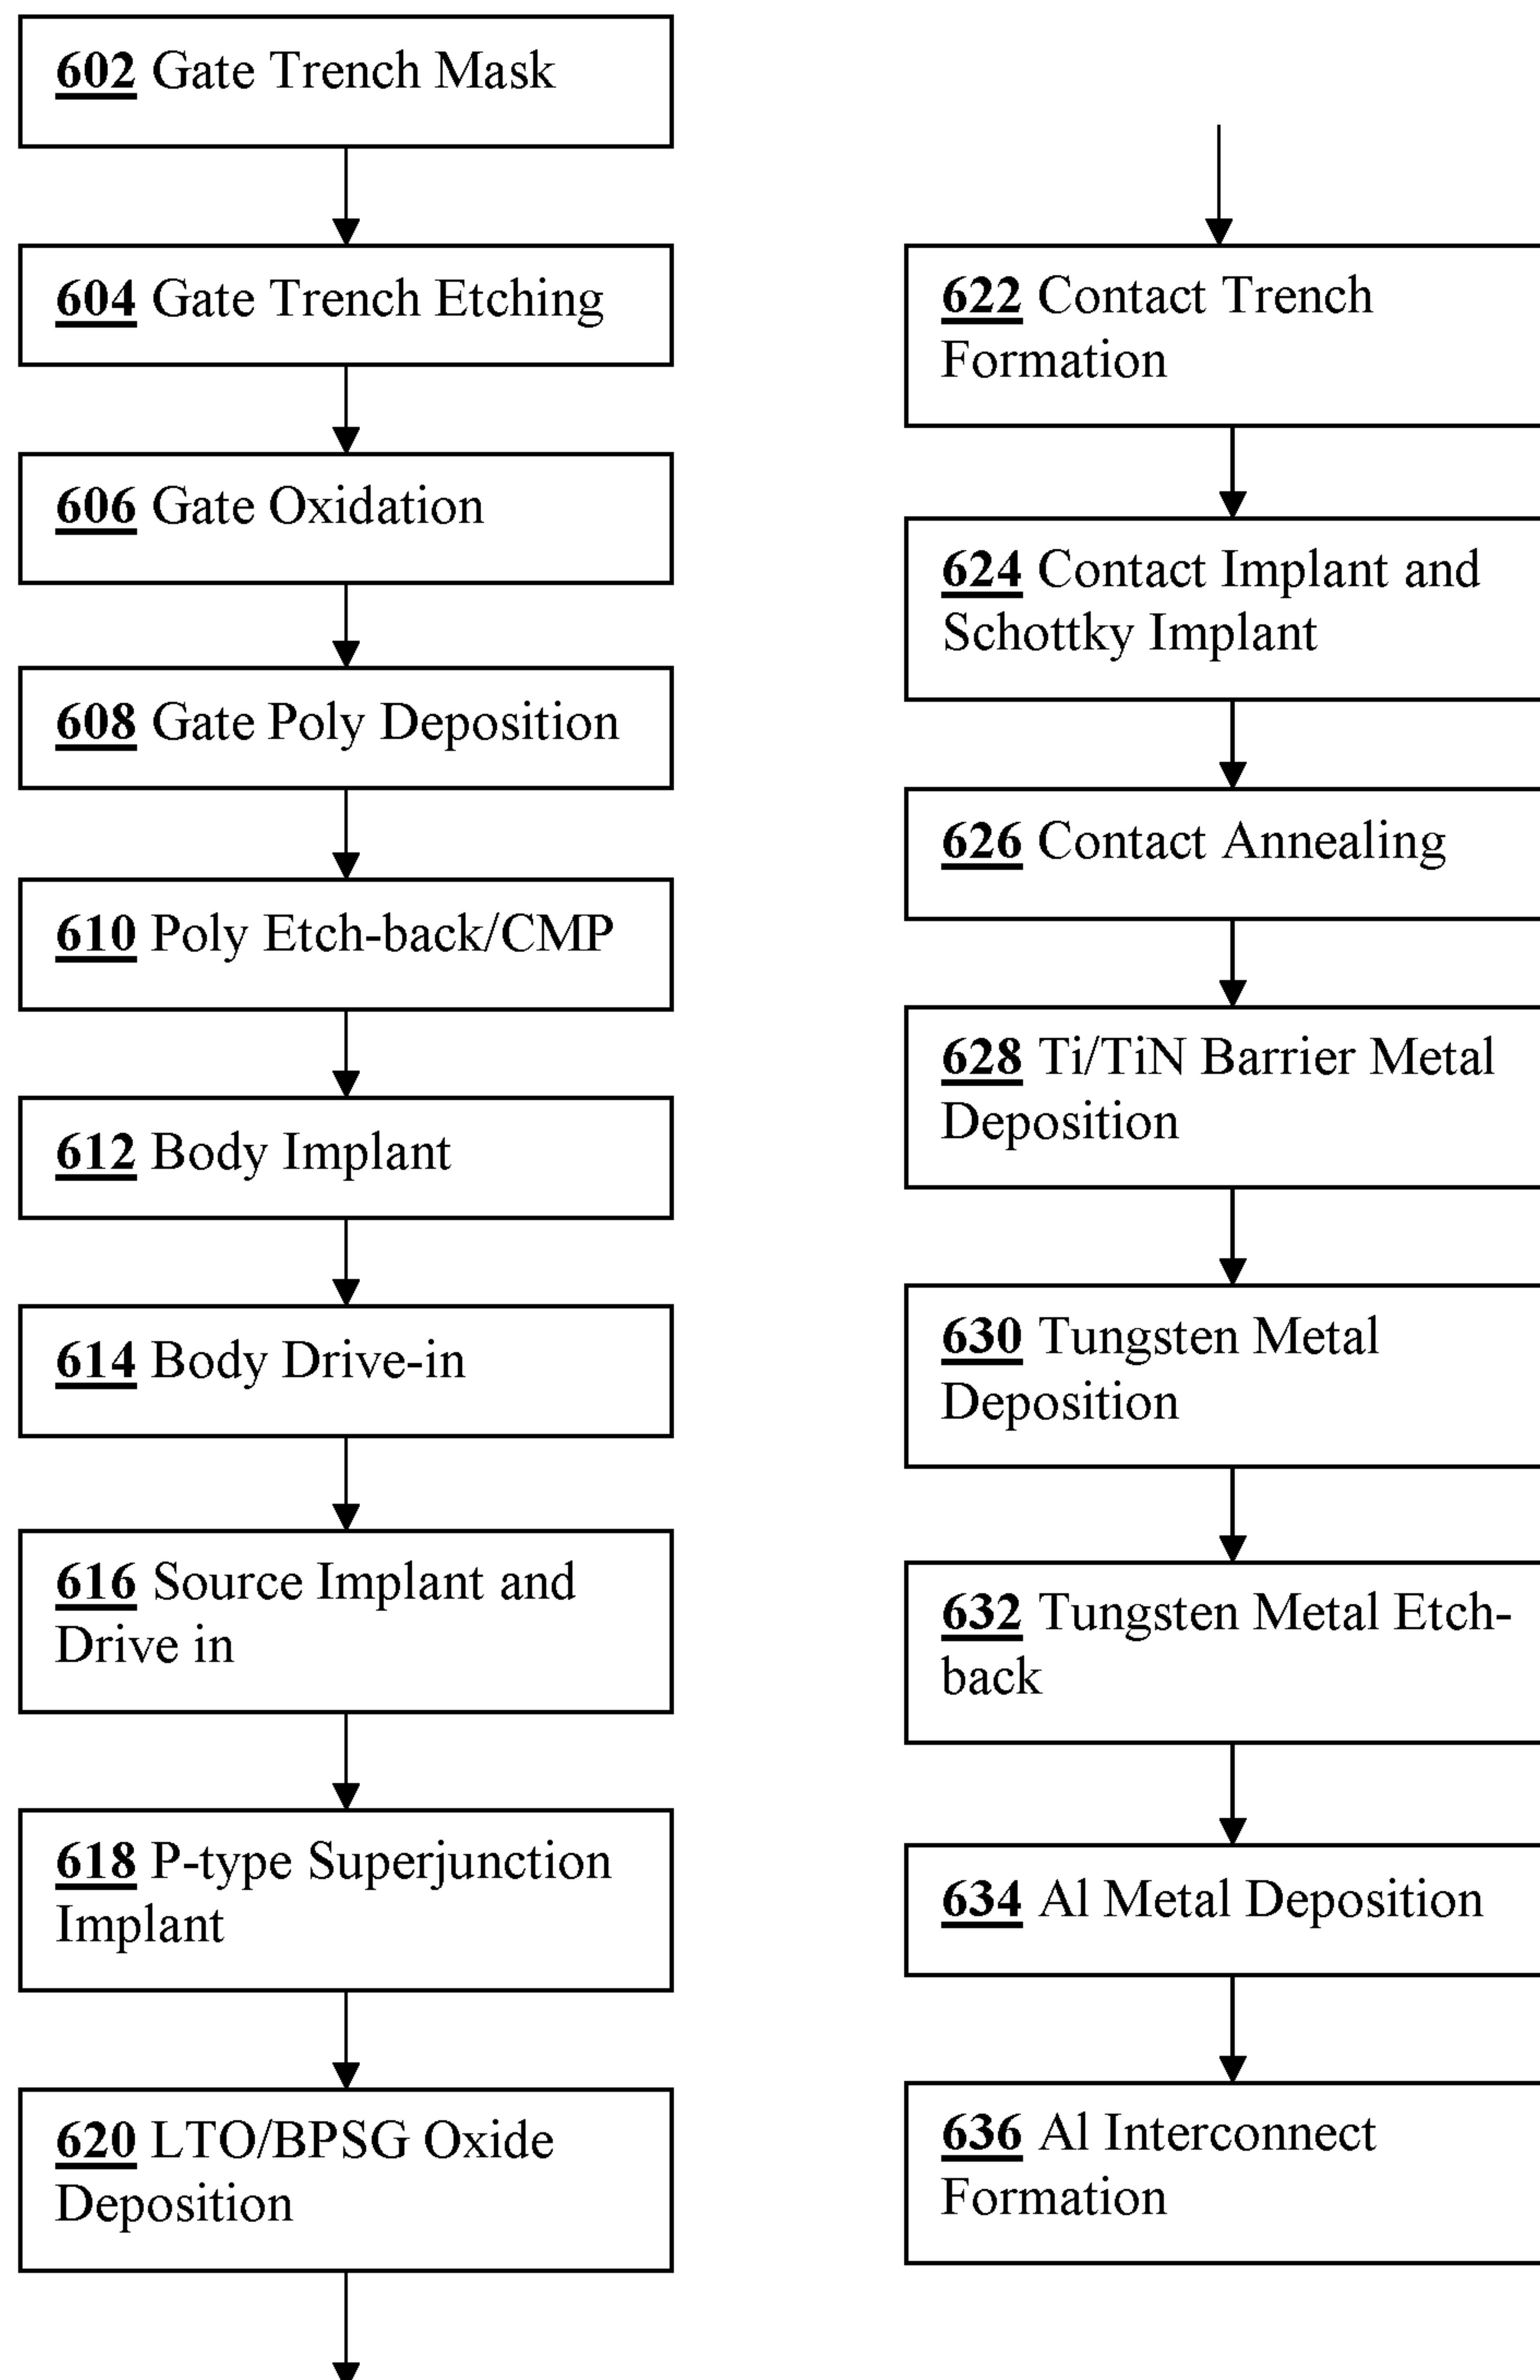 602 Gate Trench Mask
604 Gate Trench Etching
606 Gate Oxidation
608 Gate Poly Deposition
610 Poly Etch-back/CMP
612 Body Implant
614 Body Drive-in
616 Source Implant and
Drive in
618 P-type Superjunction
Implant
620 LTO/BPSG Oxide
Deposition
622 Contact Trench
Formation
624 Contact Implant and
Schottky Implant
626 Contact Annealing
628 Ti/TiN Barrier Metal
Deposition
630 Tungsten Metal
Deposition
632 Tungsten Metal Etch-
back
634 Al Metal Deposition
636 Al Interconnect
Formation